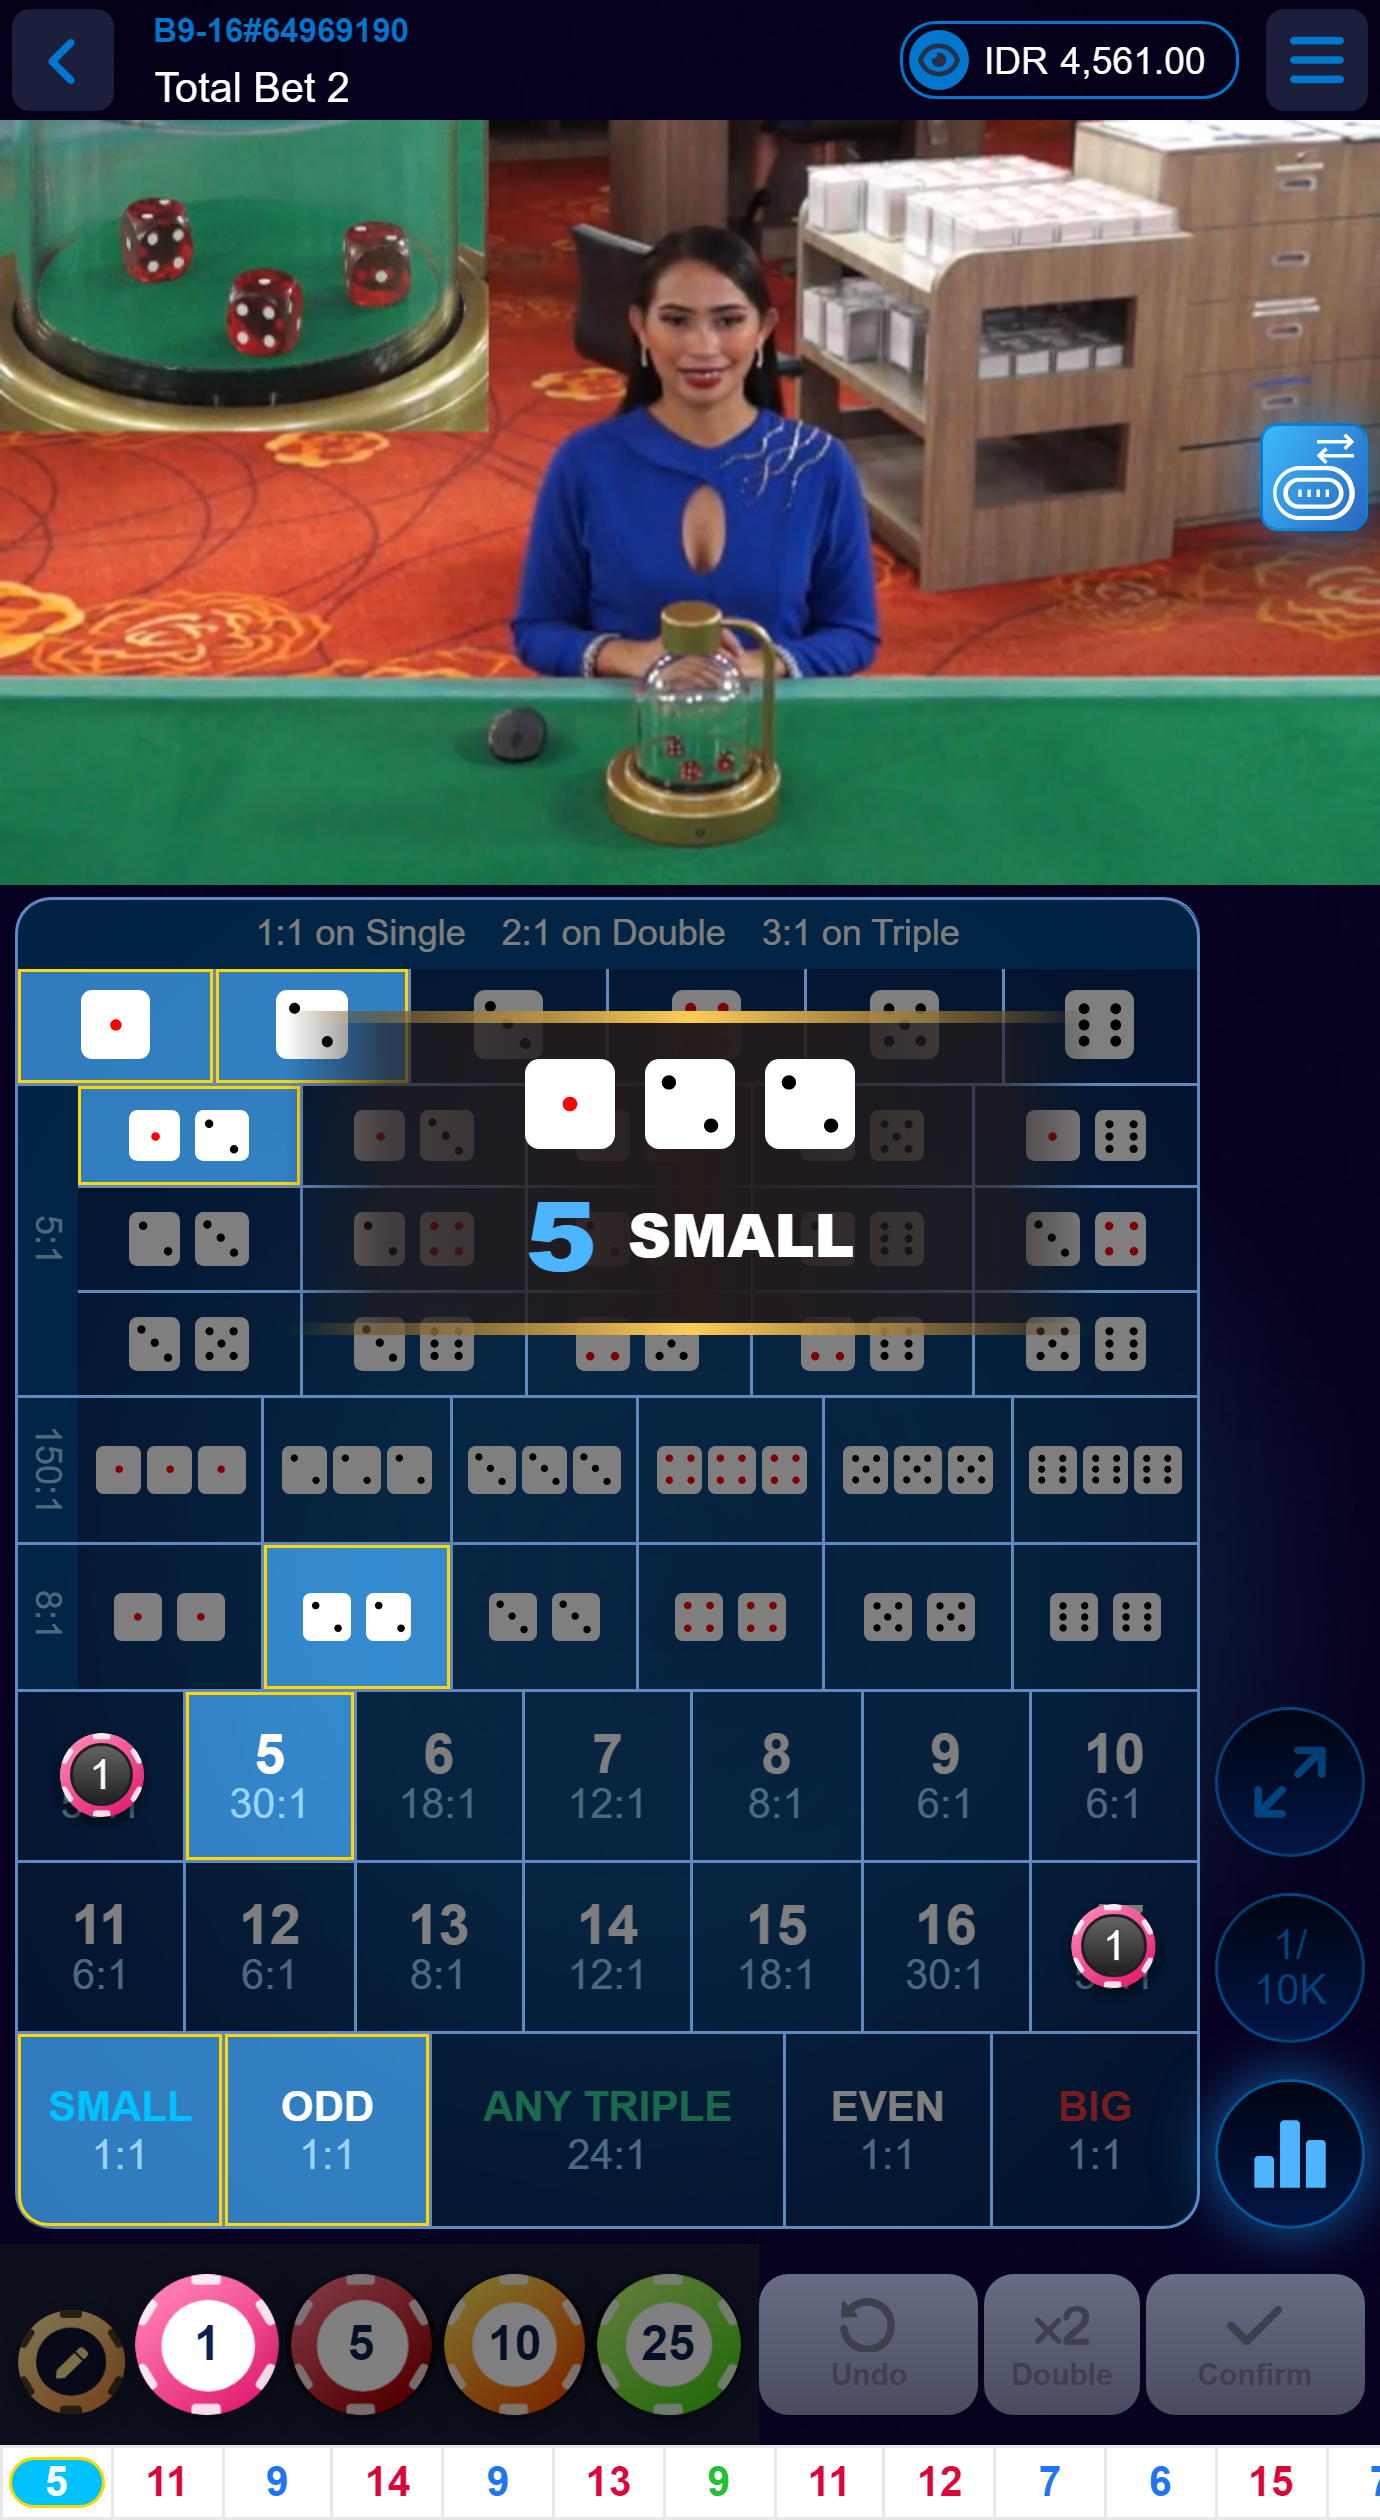 B9-16#64969190
Total Bet 2
IDR 4,561.00
1:1 on Single 2:1 on Double 3:1 on Triple
5:1
5 SMALL
150:1
8:1
1 5 6 7 8 9 10
30:1 18:1 12:1 8:1 6:1 6:1
11 12 13 14 15 16 1
6:1 6:1 8:1 12:1 18:1 30:1
1/
10K
SMALL ODD ANY TRIPLE EVEN BIG
1:1 1:1 24:1 1:1 1:1
1 5 10 25
Undo x2 Double Confirm
5 11 9 14 9 13 9 11 12 7 6 15